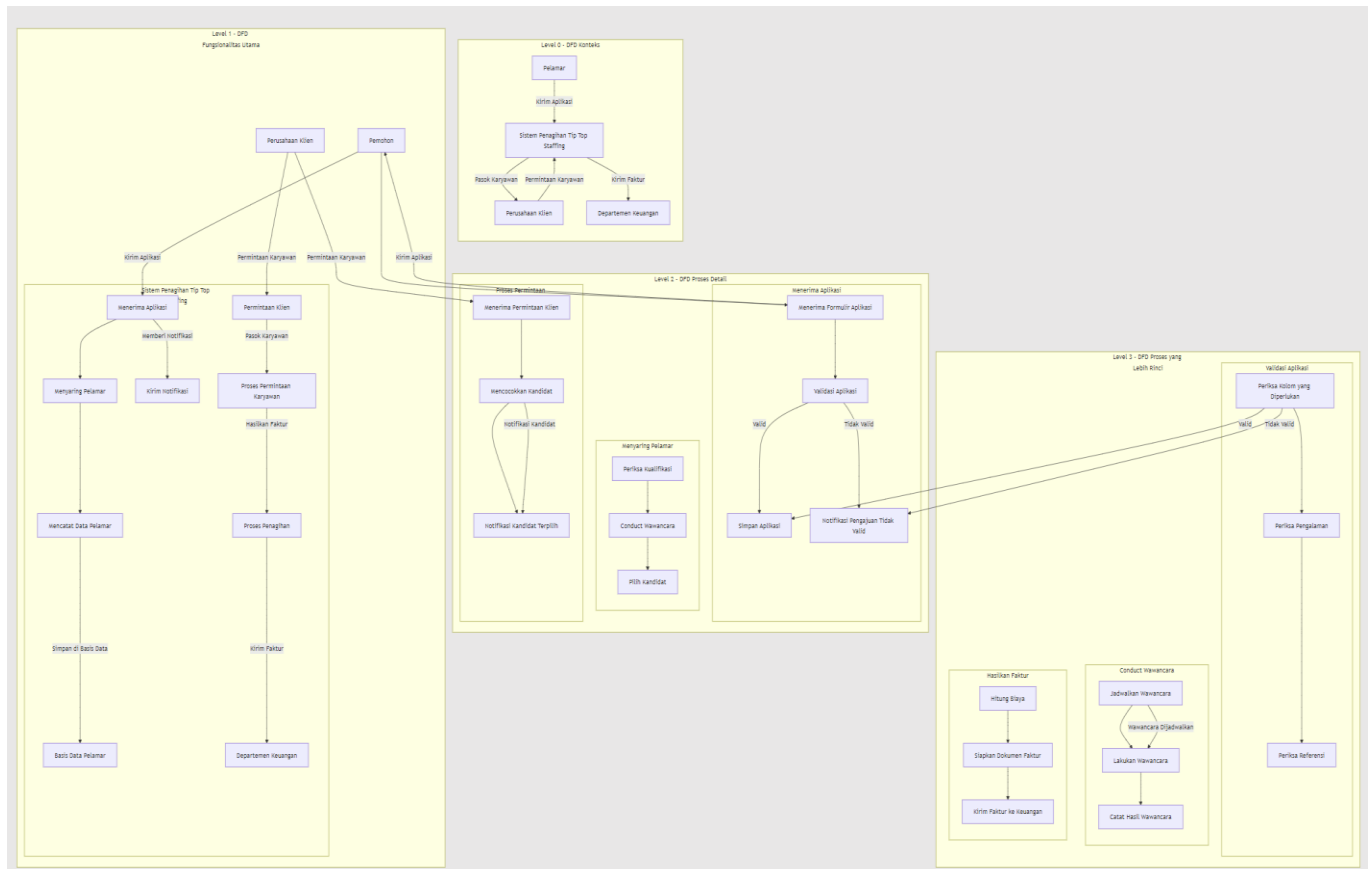 Level 1 - DFD
Fungsionalitas Utama
Perusahaan Klien
Pemohon
Kirim Aplikasi
Permintaan Karyawan
Permintaan Karyawan
Kirim Aplikasi
Sistem Penagihan Tip Top
Menerima Aplikasi
Permintaan Klien
Memberi Notifikasi
Pasok Karyawan
Menyaring Pelamar
Kirim Notifikasi
Proses Permintaan
Karyawan
Hasilkan Faktur
Mencatat Data Pelamar
Proses Penagihan
Simpan di Basis Data
Kirim Faktur
Basis Data Pelamar
Departemen Keuangan
Level 0 - DFD Konteks
Pelamar
Kirim Aplikasi
Sistem Penagihan Tip Top
Staffing
Pasok Karyawan
Permintaan Karyawan
Kirim Faktur
Perusahaan Klien
Departemen Keuangan
Level 2 - DFD Proses Detail
Proses Permintaan
Menerima Permintaan Klien
Mencocokkan Kandidat
Notifikasi Kandidat
Notifikasi Kandidat Terpilih
Menyaring Pelamar
Periksa Kualifikasi
Conduct Wawancara
Pilih Kandidat
Menerima Aplikasi
Menerima Formulir Aplikasi
Validasi Aplikasi
Valid
Tidak Valid
Simpan Aplikasi
Notifikasi Pengajuan Tidak
Valid
Level 3 - DFD Proses yang
Lebih Rinci
Validasi Aplikasi
Periksa Kolom yang
Diperlukan
Valid
Tidak Valid
Periksa Pengalaman
Periksa Referensi
Hasilkan Faktur
Hitung Biaya
Siapkan Dokumen Faktur
Kirim Faktur ke Keuangan
Conduct Wawancara
Jadwalkan Wawancara
Wawancara Dijadwalkan
Lakukan Wawancara
Catat Hasil Wawancara